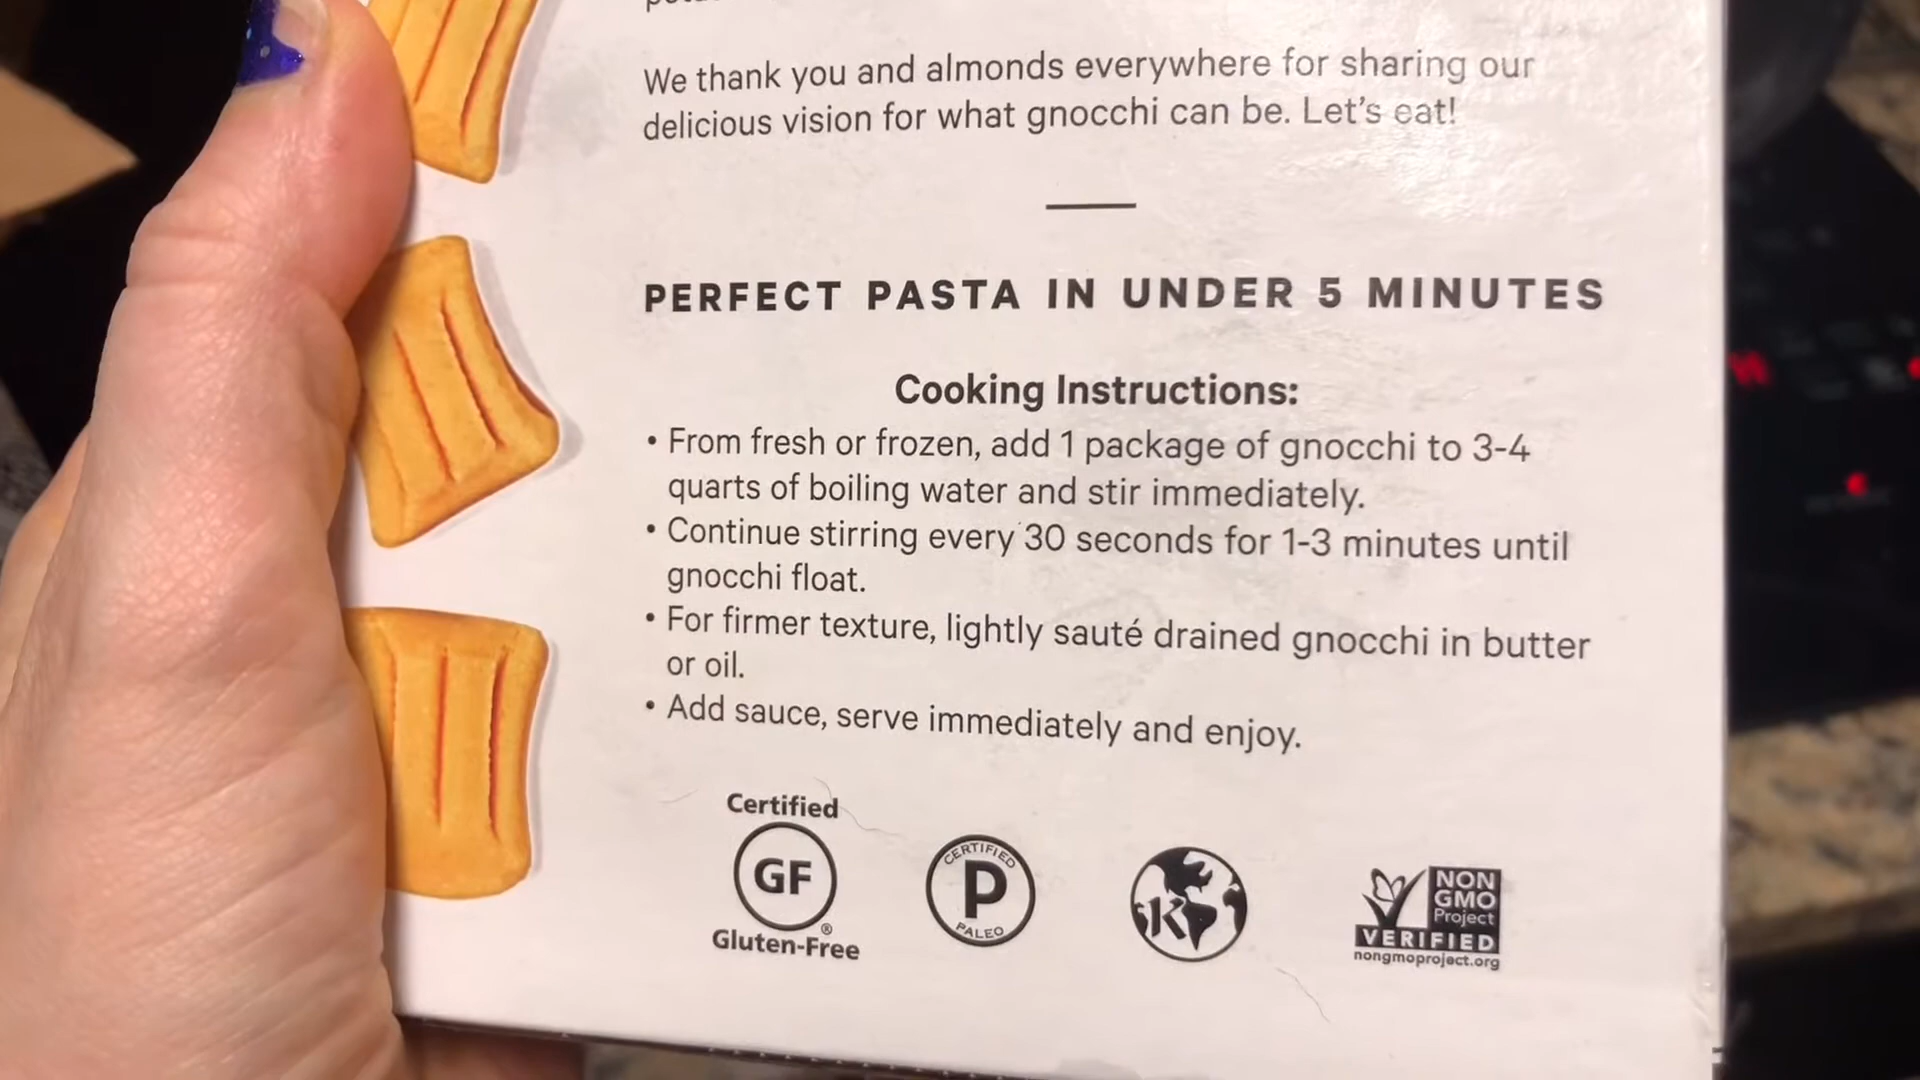 We thank you and almonds everywhere for sharing our
delicious vision for what gnocchi can be. Let's eat!
PERFECT PASTA IN UNDER 5 MINUTES
Cooking Instructions:
• From fresh or frozen, add 1 package of gnocchi to 3-4
quarts of boiling water and stir immediately.
• Continue stirring every 30 seconds for 1-3 minutes until
gnocchi float.
• For firmer texture, lightly sauté drained gnocchi in butter
or oil.
• Add sauce, serve immediately and enjoy.
Certified
GF
®
Gluten-Free
CERTIFIED
P
PALEO
K
NON
GMO
Project
VERIFIED
nongmoproject.org